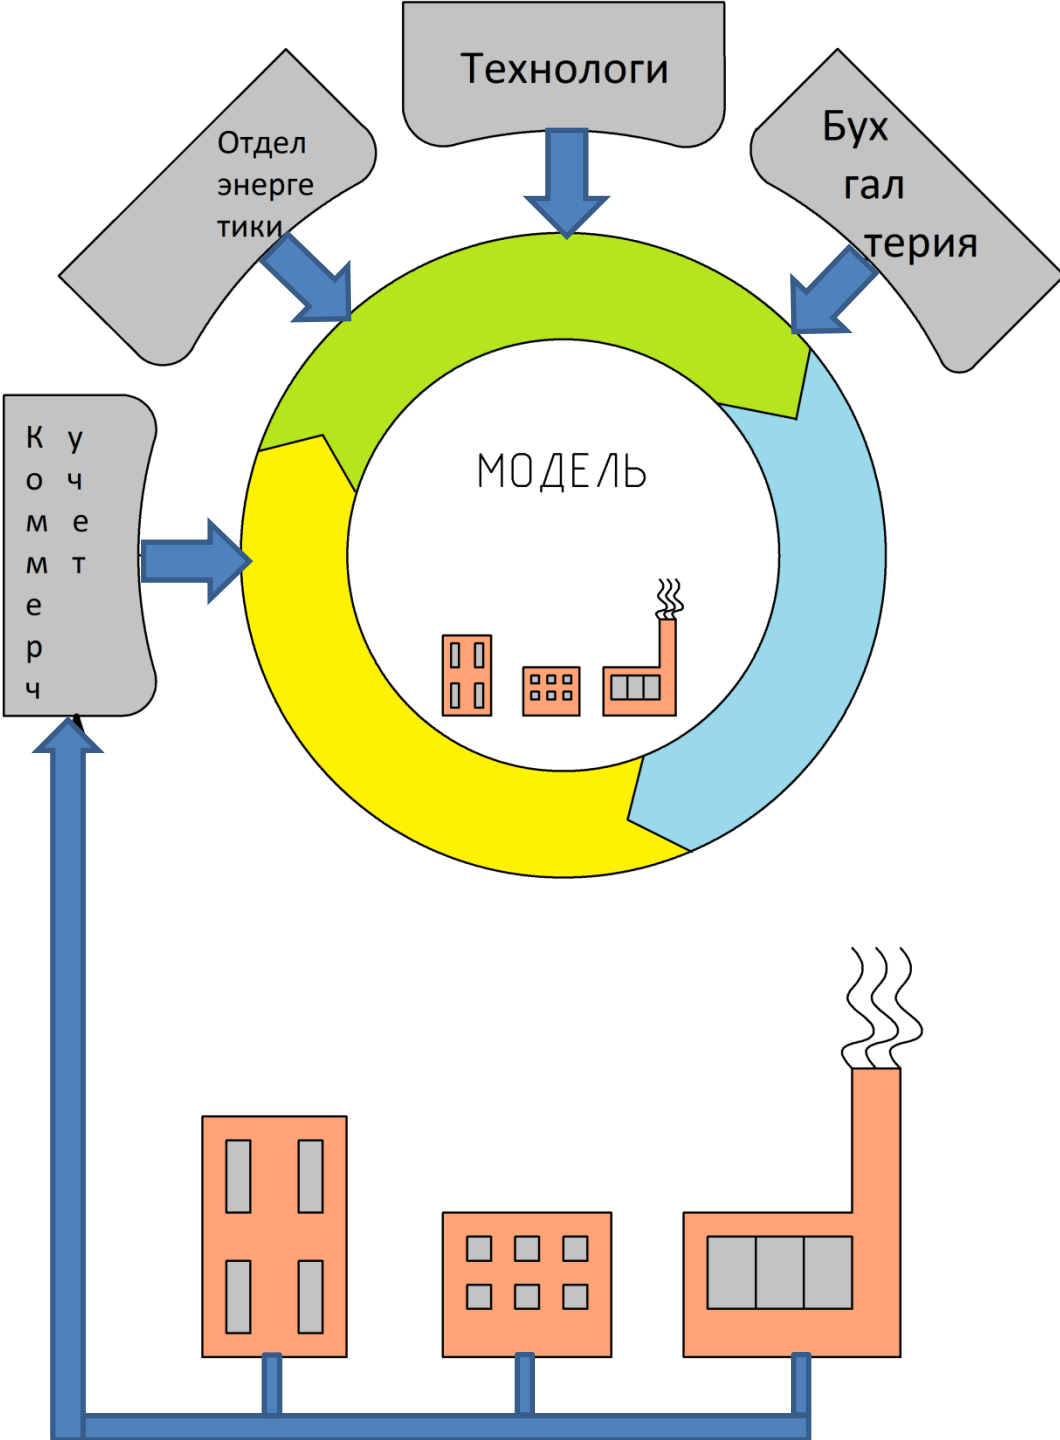 Технологи
Отдел
энерге
тики
Бух
гал
терия
К у
о ч
м е
м т
е
р
ч
МОДЕЛЬ